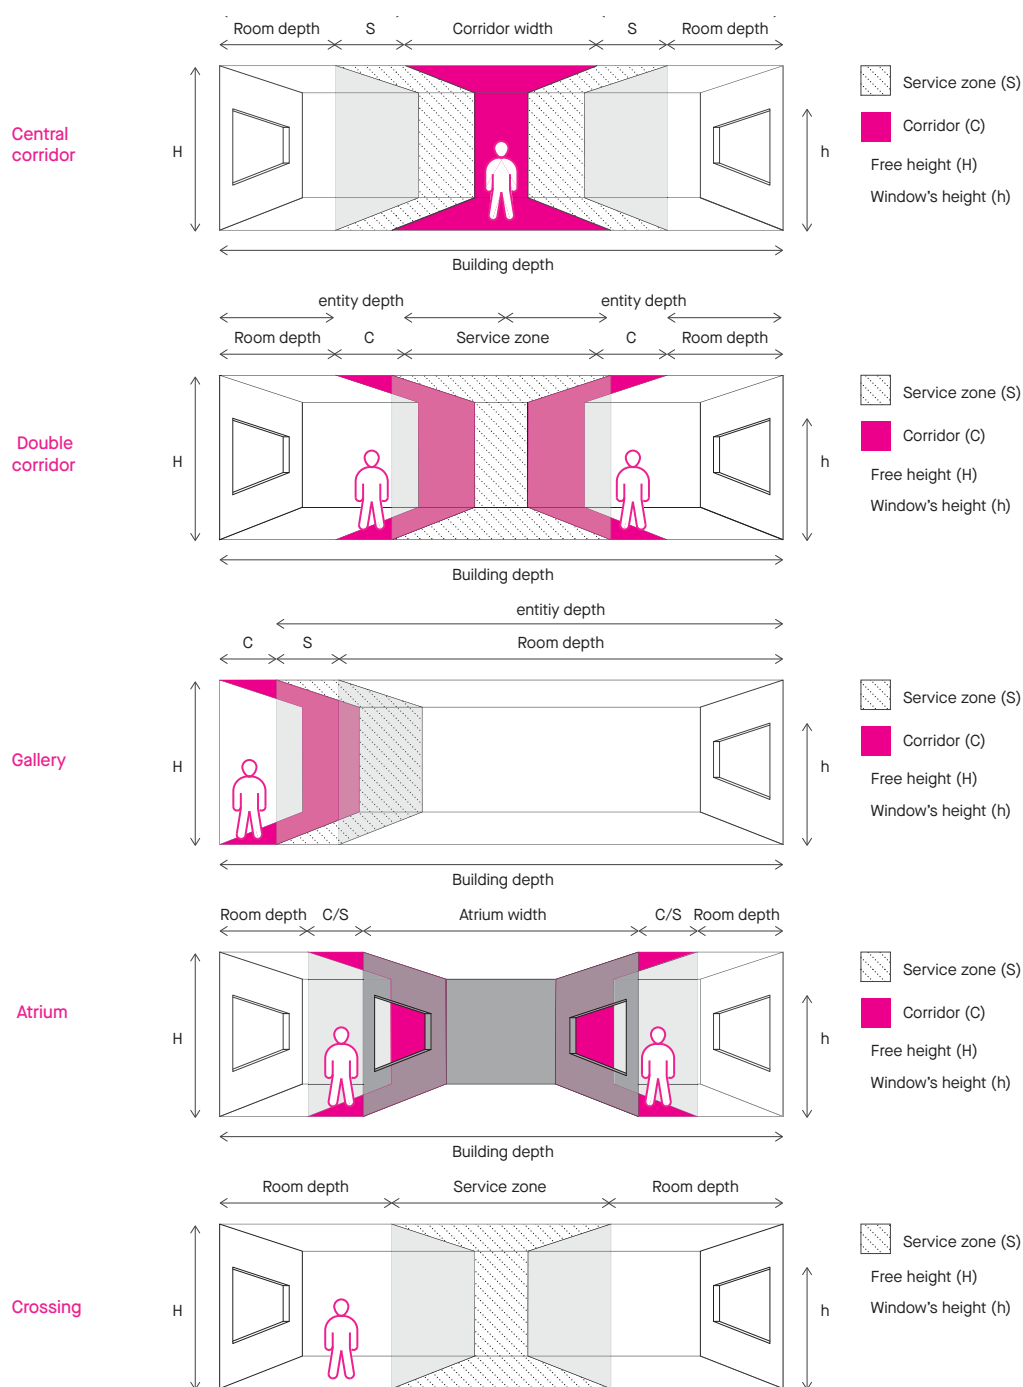 Room depth S Corridor width S Room depth
Service zone (S)
Central
corridor
H
h
Corridor (C)
Free height (H)
Window's height (h)
Building depth
entity depth entity depth
Room depth C Service zone C Room depth
Service zone (S)
Double
corridor
H
h
Corridor (C)
Free height (H)
Window's height (h)
Building depth
entitiy depth
C S Room depth
Service zone (S)
Gallery
H
h
Corridor (C)
Free height (H)
Window's height (h)
Building depth
Room depth C/S Atrium width C/S Room depth
Service zone (S)
Atrium
H
h
Corridor (C)
Free height (H)
Window's height (h)
Building depth
Room depth Service zone Room depth
Service zone (S)
Crossing
H
h
Free height (H)
Window's height (h)